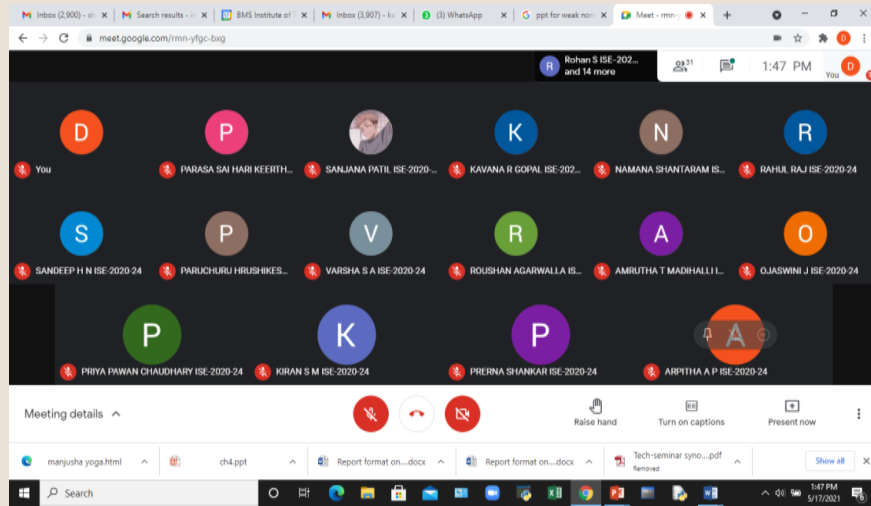 Inbox (2,900) - sh
Search results - i
BMS Institute of T
Inbox (3,907) - ki
(3) WhatsApp
ppt for weak nor
Meet - rmn-y
meet.google.com/rmn-yfgc-bxg
D
R
Rohan S ISE-202...
and 14 more
31
1:47 PM
You
D
D
P
K
N
R
You
PARASA SAI HARI KEERTH...
SANJANA PATIL ISE-2020-...
KAVANA R GOPAL ISE-202...
NAMANA SHANTARAM IS...
RAHUL RAJ ISE-2020-24
S
P
V
R
A
O
SANDEEP H N ISE-2020-24
PARUCHURU HRUSHIKES...
VARSHA S A ISE-2020-24
ROUSHAN AGARWALLA IS...
AMRUTHA T MADIHALLI I...
OJASWINI J ISE-2020-24
P
K
P
A
PRIYA PAWAN CHAUDHARY ISE-2020-24
KIRAN S M ISE-2020-24
PRERNA SHANKAR ISE-2020-24
ARPITHA A P ISE-2020-24
Meeting details
Raise hand
Turn on captions
Present now
manjusha yoga.html
ch4.ppt
Report format on....docx
Report format on....docx
Tech-seminar syno....pdf
Removed
Show all
Search
1:47 PM
5/17/2021